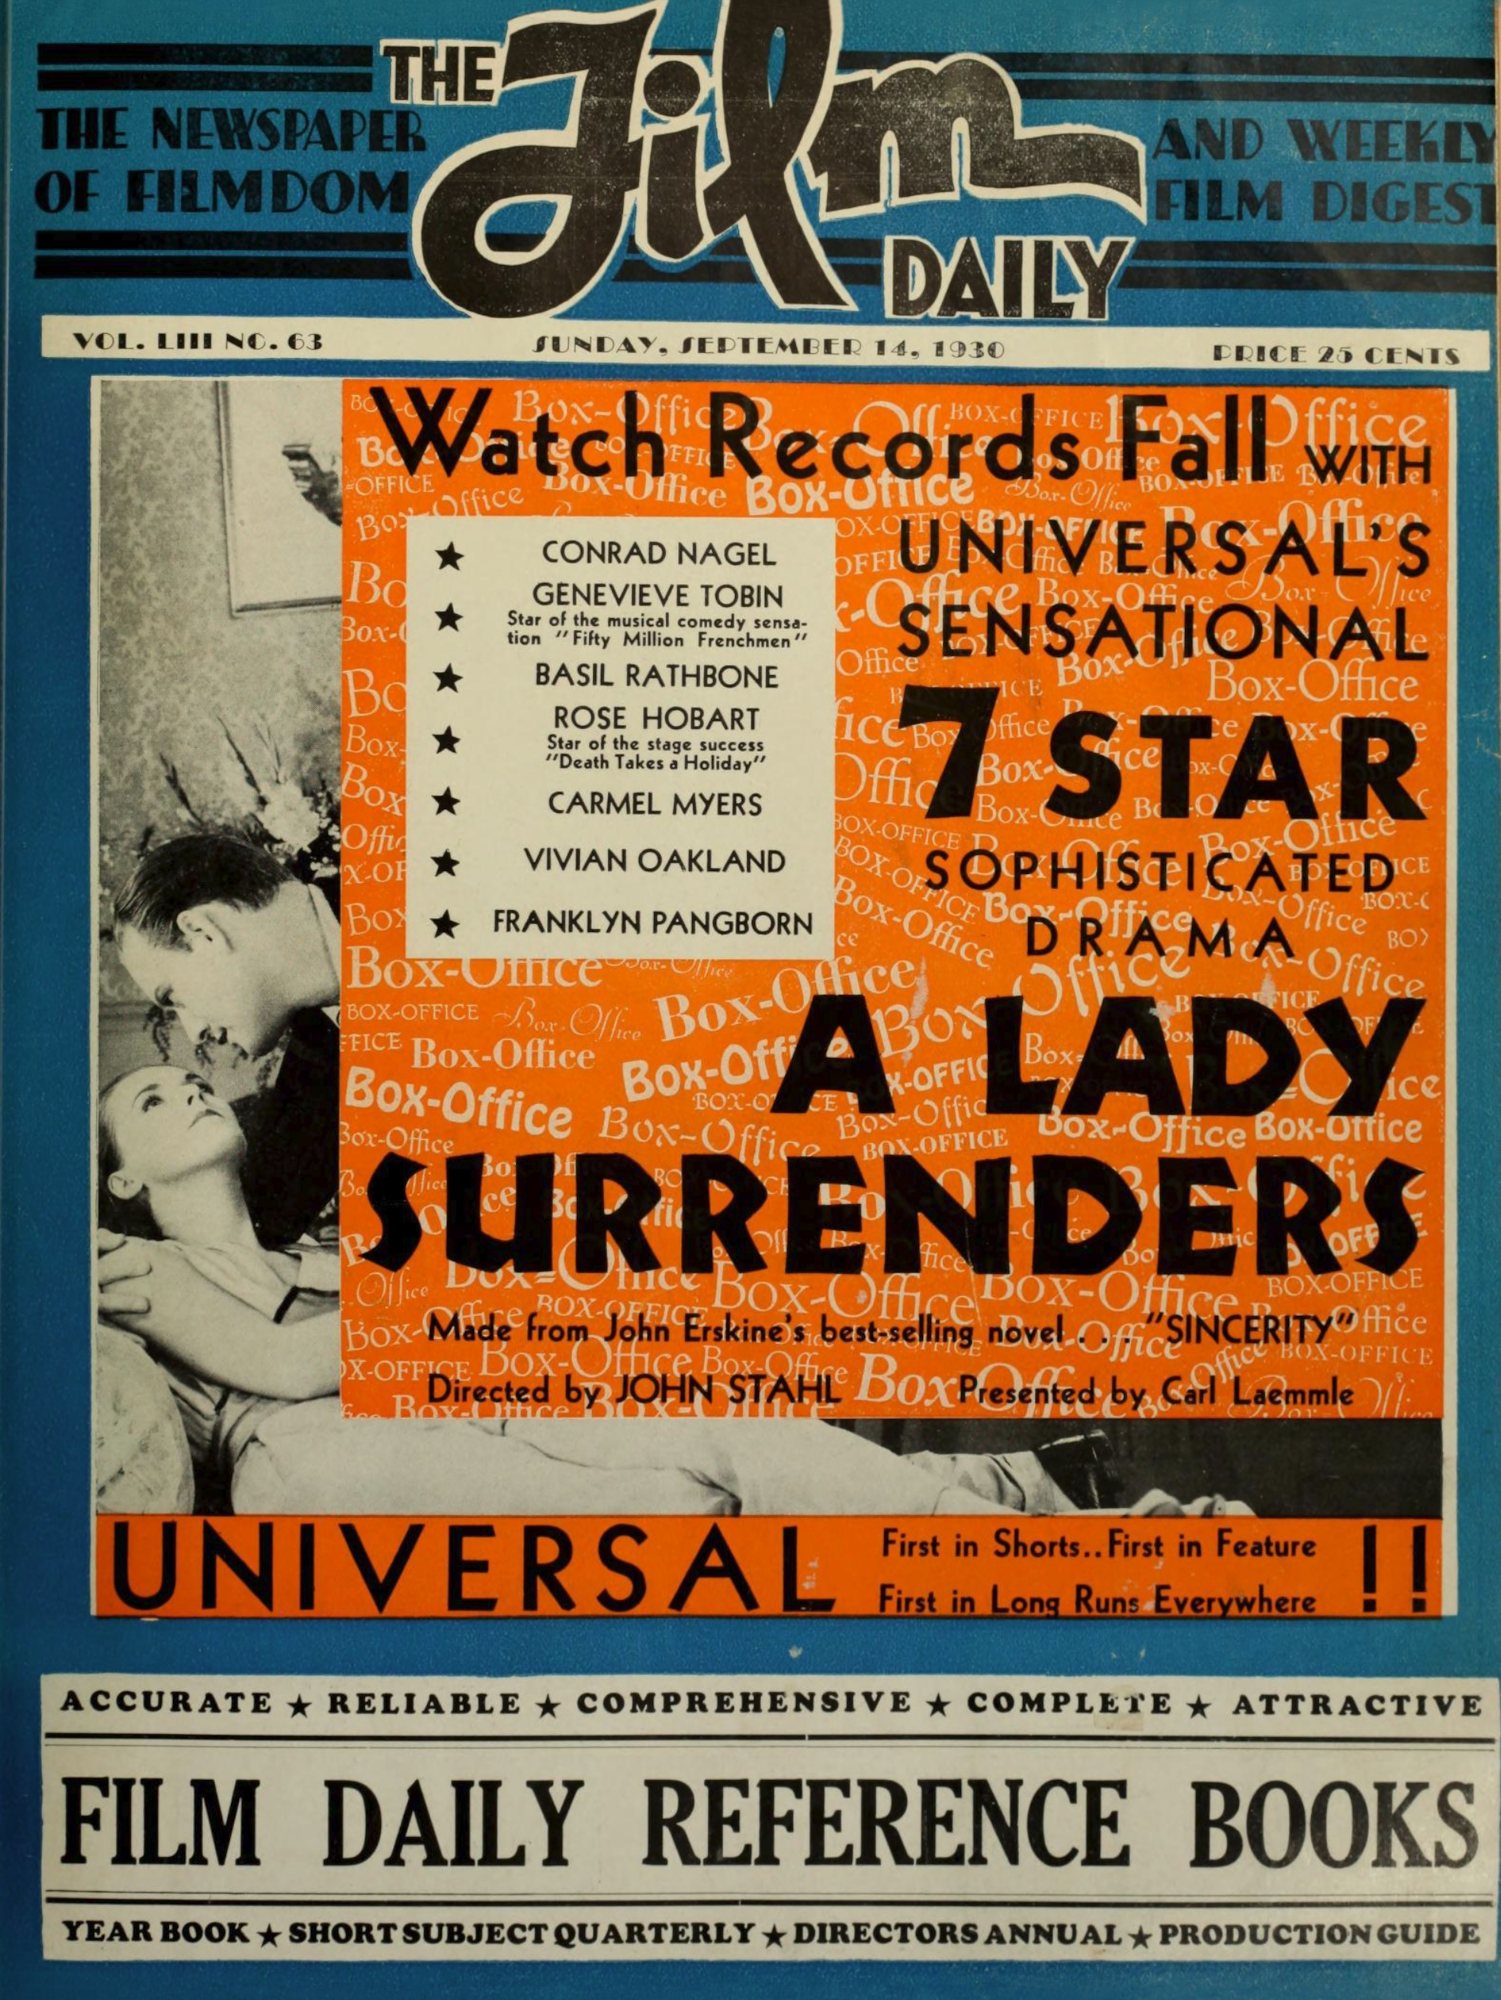 THE Film DAILY
THE NEWSPAPER
OF FILMDOM
AND WEEKLY
FILM DIGEST
VOL. LIII NO. 63
SUNDAY, SEPTEMBER 14, 1930
PRICE 25 CENTS
Watch Records Fall WITH
UNIVERSAL'S
SENSATIONAL
7 STAR
SOPHISTICATED
DRAMA
★ CONRAD NAGEL
★ GENEVIEVE TOBIN
Star of the musical comedy sensa-
tion "Fifty Million Frenchmen"
★ BASIL RATHBONE
★ ROSE HOBART
Star of the stage success
"Death Takes a Holiday"
★ CARMEL MYERS
★ VIVIAN OAKLAND
★ FRANKLYN PANGBORN
A LADY
SURRENDERS
Made from John Erskine's best-selling novel . . . "SINCERITY"
Directed by JOHN STAHL Presented by Carl Laemmle
UNIVERSAL
First in Shorts..First in Feature
First in Long Runs Everywhere
!!
ACCURATE ★ RELIABLE ★ COMPREHENSIVE ★ COMPLETE ★ ATTRACTIVE
FILM DAILY REFERENCE BOOKS
YEAR BOOK ★ SHORT SUBJECT QUARTERLY ★ DIRECTORS ANNUAL ★ PRODUCTION GUIDE